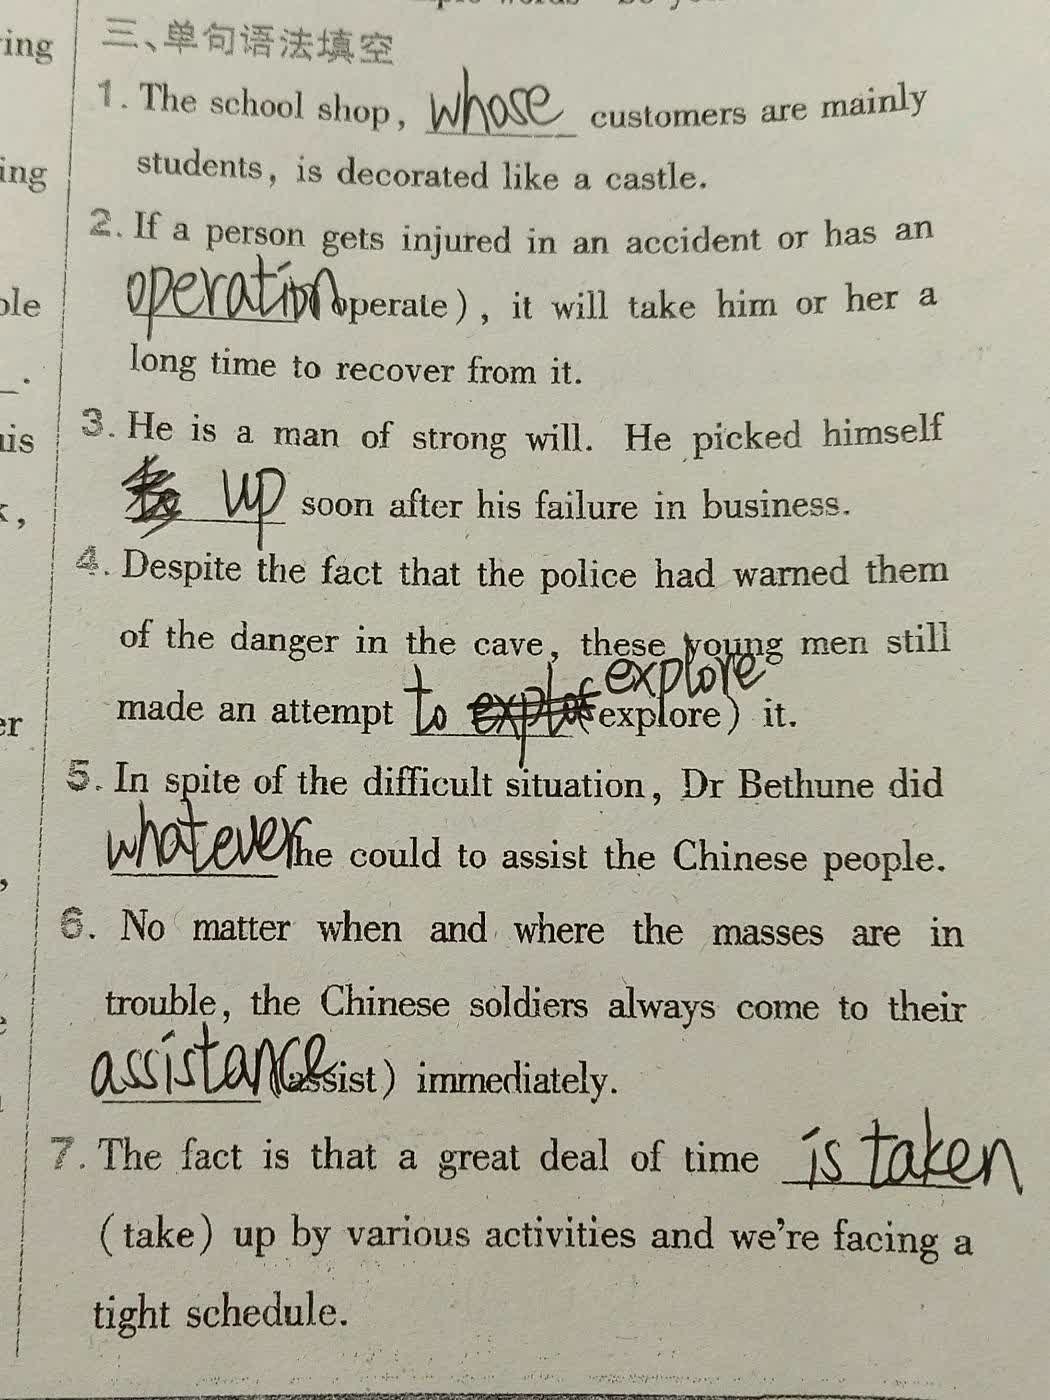 ring
三、单句语法填空
1. The school shop, whose customers are mainly
ing
students, is decorated like a castle.
2. If a person gets injured in an accident or has an
ole
operation operate), it will take him or her a
long time to recover from it.
3. He is a man of strong will. He picked himself
up soon after his failure in business.
4. Despite the fact that the police had warned them
of the danger in the cave, these young men still
explore
made an attempt to explore) it.
er
5. In spite of the difficult situation, Dr Bethune did
whatever he could to assist the Chinese people.
6. No matter when and where the masses are in
trouble, the Chinese soldiers always come to their
assistance (assist) immediately.
7. The fact is that a great deal of time is taken
(take) up by various activities and we're facing a
tight schedule.